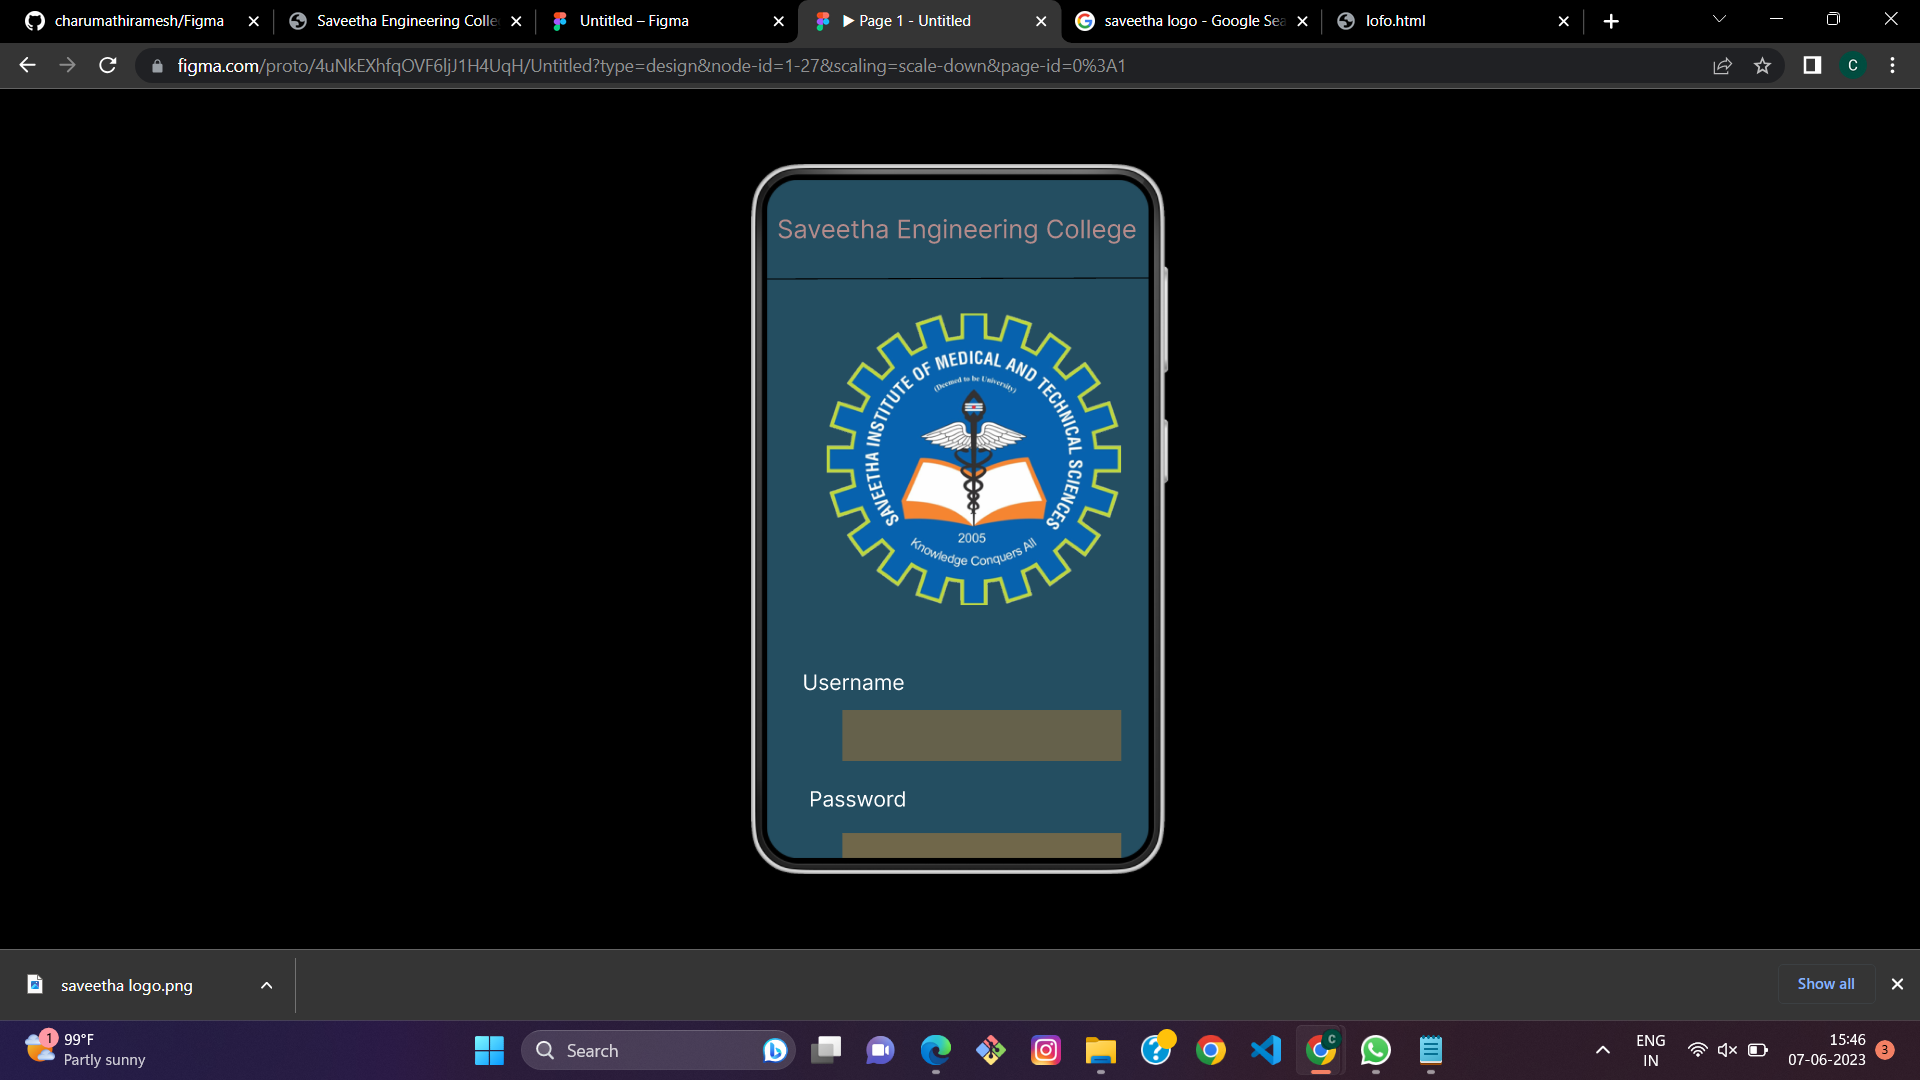 charumathiramesh/Figma
Saveetha Engineering Colle
Untitled – Figma
▶ Page 1 - Untitled
saveetha logo - Google Sea
lofo.html
figma.com/proto/4uNkEXhfqOVF6ljJ1H4UqH/Untitled?type=design&node-id=1-27&scaling=scale-down&page-id=0%3A1
C
Saveetha Engineering College
SAVEETHA INSTITUTE OF MEDICAL AND TECHNICAL SCIENCES
(Deemed to be University)
2005
Knowledge Conquers All
Username
Password
saveetha logo.png
Show all
1
99°F
Partly sunny
Search
C
ENG
IN
15:46
07-06-2023
3